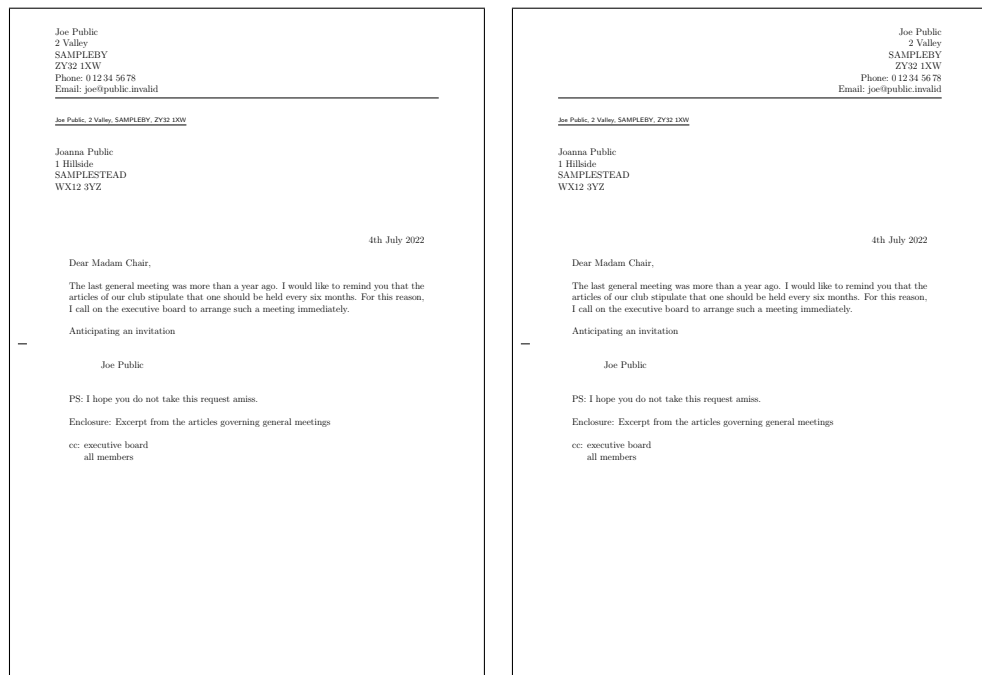 Joe Public
2 Valley
SAMPLEBY
ZY32 1XW
Phone: 0 12 34 56 78
Email: joe@public.invalid
Joe Public, 2 Valley, SAMPLEBY, ZY32 1XW
Joanna Public
1 Hillside
SAMPLESTEAD
WX12 3YZ
4th July 2022
Dear Madam Chair,
The last general meeting was more than a year ago. I would like to remind you that the
articles of our club stipulate that one should be held every six months. For this reason,
I call on the executive board to arrange such a meeting immediately.
Anticipating an invitation
Joe Public
PS: I hope you do not take this request amiss.
Enclosure: Excerpt from the articles governing general meetings
cc: executive board
all members
Joe Public
2 Valley
SAMPLEBY
ZY32 1XW
Phone: 0 12 34 56 78
Email: joe@public.invalid
Joe Public, 2 Valley, SAMPLEBY, ZY32 1XW
Joanna Public
1 Hillside
SAMPLESTEAD
WX12 3YZ
4th July 2022
Dear Madam Chair,
The last general meeting was more than a year ago. I would like to remind you that the
articles of our club stipulate that one should be held every six months. For this reason,
I call on the executive board to arrange such a meeting immediately.
Anticipating an invitation
Joe Public
PS: I hope you do not take this request amiss.
Enclosure: Excerpt from the articles governing general meetings
cc: executive board
all members